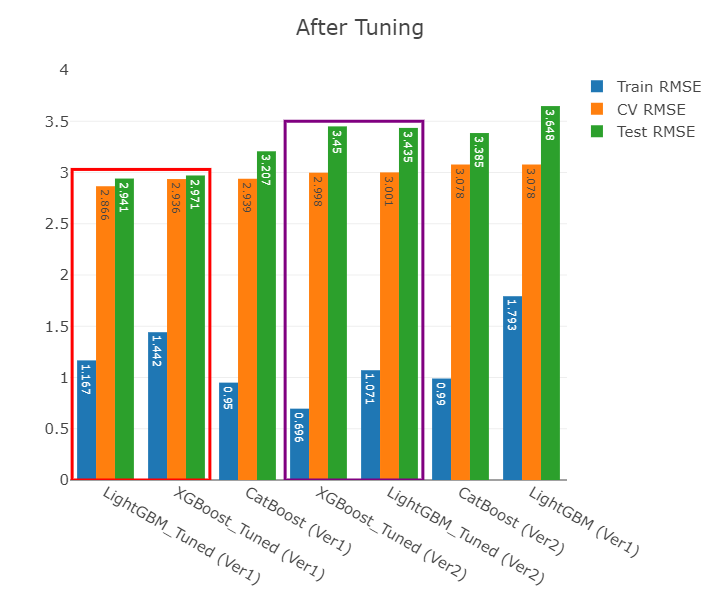 After Tuning
Train RMSE
CV RMSE
Test RMSE
4
3.5
3
2.5
2
1.5
1
0.5
0
1.167
2.866
2.941
1.442
2.936
2.971
0.95
2.939
3.207
0.696
2.998
3.45
1.071
3.001
3.435
0.99
3.078
3.385
1.793
3.078
3.648
LightGBM_Tuned (Ver1)
XGBoost_Tuned (Ver1)
CatBoost (Ver1)
XGBoost_Tuned (Ver2)
LightGBM_Tuned (Ver2)
CatBoost (Ver2)
LightGBM (Ver1)